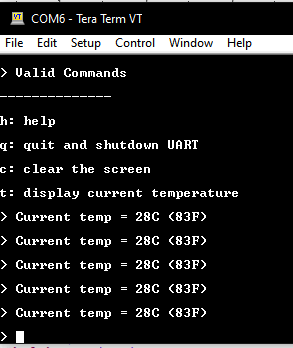 COM6 - Tera Term VT
File Edit Setup Control Window
> Valid Commands
--------------
h: help
q: quit and shutdown UART
c: clear the screen
t: display current temperature
> Current temp = 28C (83F)
> Current temp = 28C (83F)
> Current temp = 28C (83F)
> Current temp = 28C (83F)
> Current temp = 28C (83F)
>